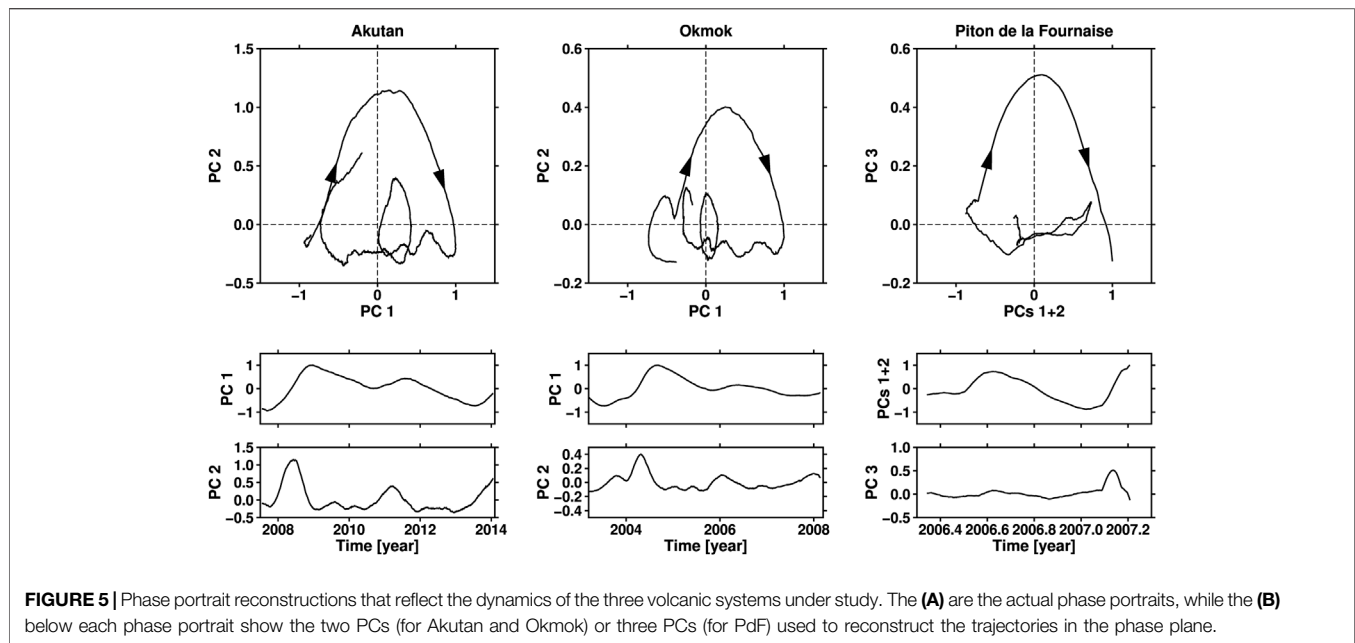 Akutan
Okmok
Piton de la Fournaise
1.5
1.0
0.5
0.0
−0.5
PC 2
−1
0
1
PC 1
0.6
0.4
0.2
0.0
−0.2
PC 2
−1
0
1
PC 1
0.6
0.4
0.2
0.0
−0.2
PC 3
−1
0
1
PCs 1+2
1
0
−1
PC 1
1
0
−1
PC 1
1
0
−1
PCs 1+2
1.5
1.0
0.5
0.0
−0.5
PC 2
2008 2010 2012 2014
Time [year]
0.4
0.2
0.0
−0.2
−0.4
PC 2
2004 2006 2008
Time [year]
1.0
0.5
0.0
−0.5
PC 3
2006.4 2006.6 2006.8 2007.0 2007.2
Time [year]
FIGURE 5 | Phase portrait reconstructions that reflect the dynamics of the three volcanic systems under study. The (A) are the actual phase portraits, while the (B)
below each phase portrait show the two PCs (for Akutan and Okmok) or three PCs (for PdF) used to reconstruct the trajectories in the phase plane.